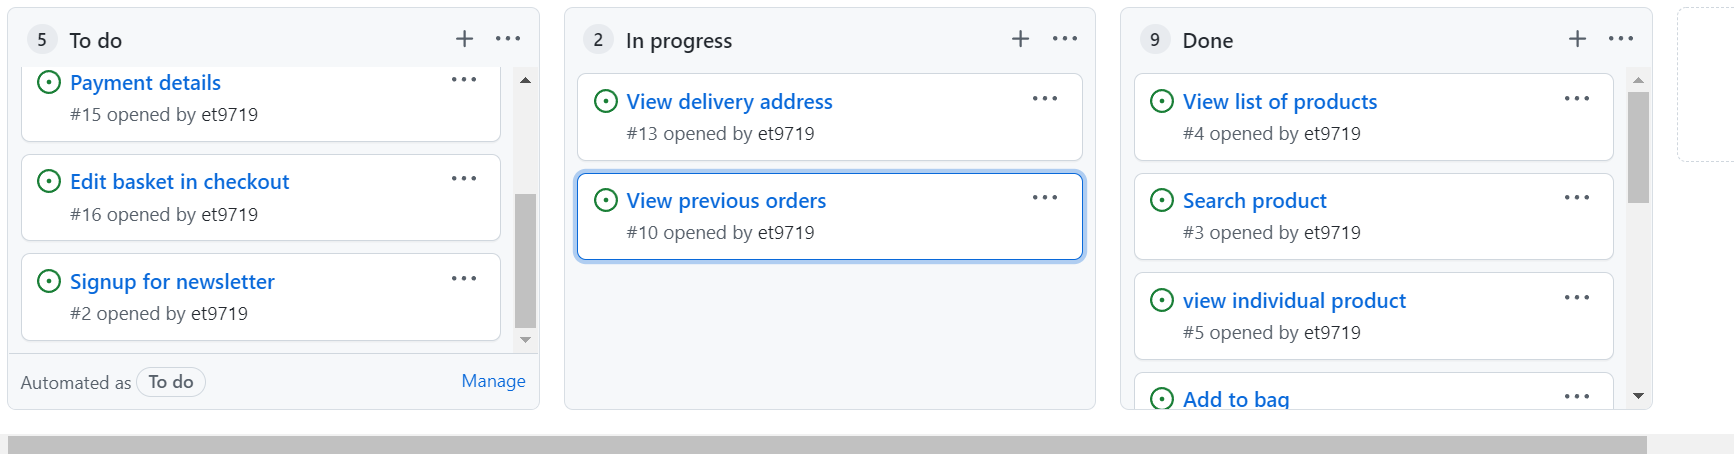 5 To do
Payment details
#15 opened by et9719
Edit basket in checkout
#16 opened by et9719
Signup for newsletter
#2 opened by et9719
Automated as To do Manage
2 In progress
View delivery address
#13 opened by et9719
View previous orders
#10 opened by et9719
9 Done
View list of products
#4 opened by et9719
Search product
#3 opened by et9719
view individual product
#5 opened by et9719
Add to bag